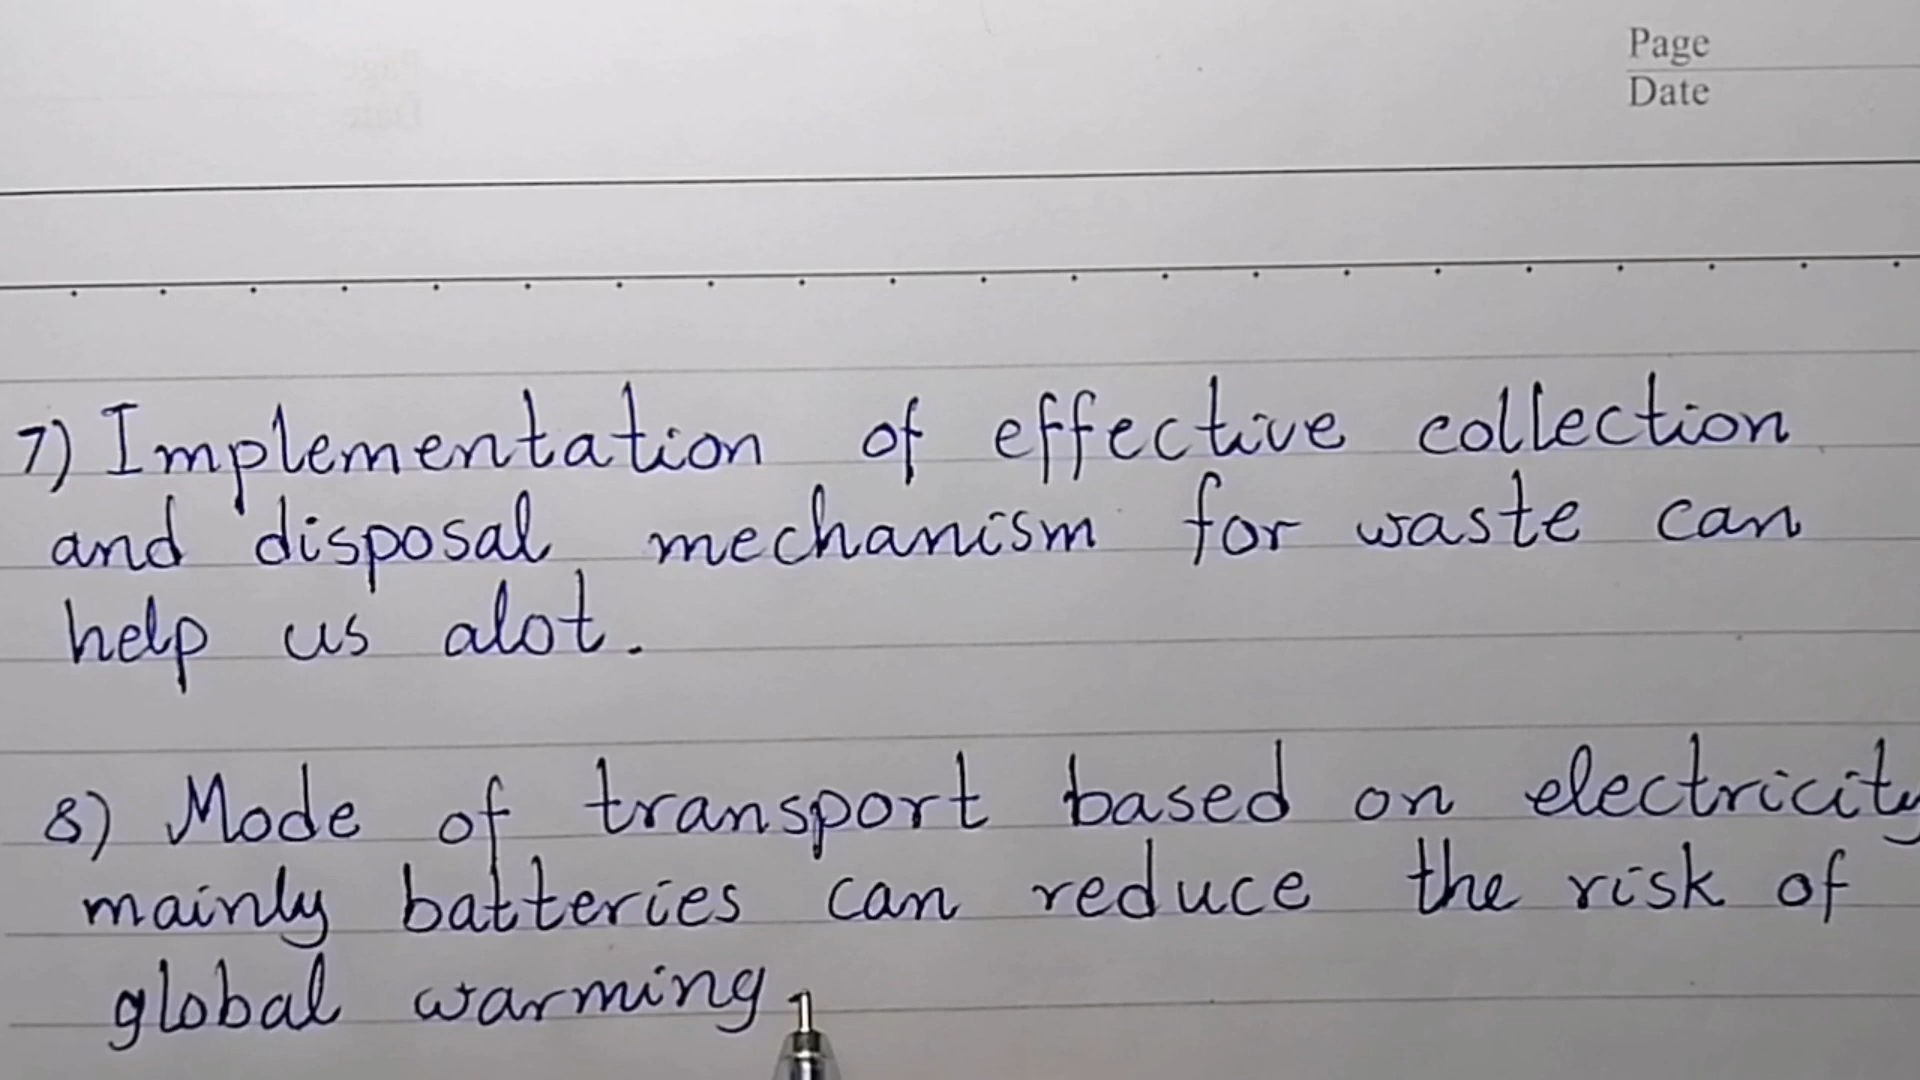 Page
Date
7) Implementation of effective collection
and disposal mechanism for waste can
help us alot.
8) Mode of transport based on electricity
mainly batteries can reduce the risk of
global warming.